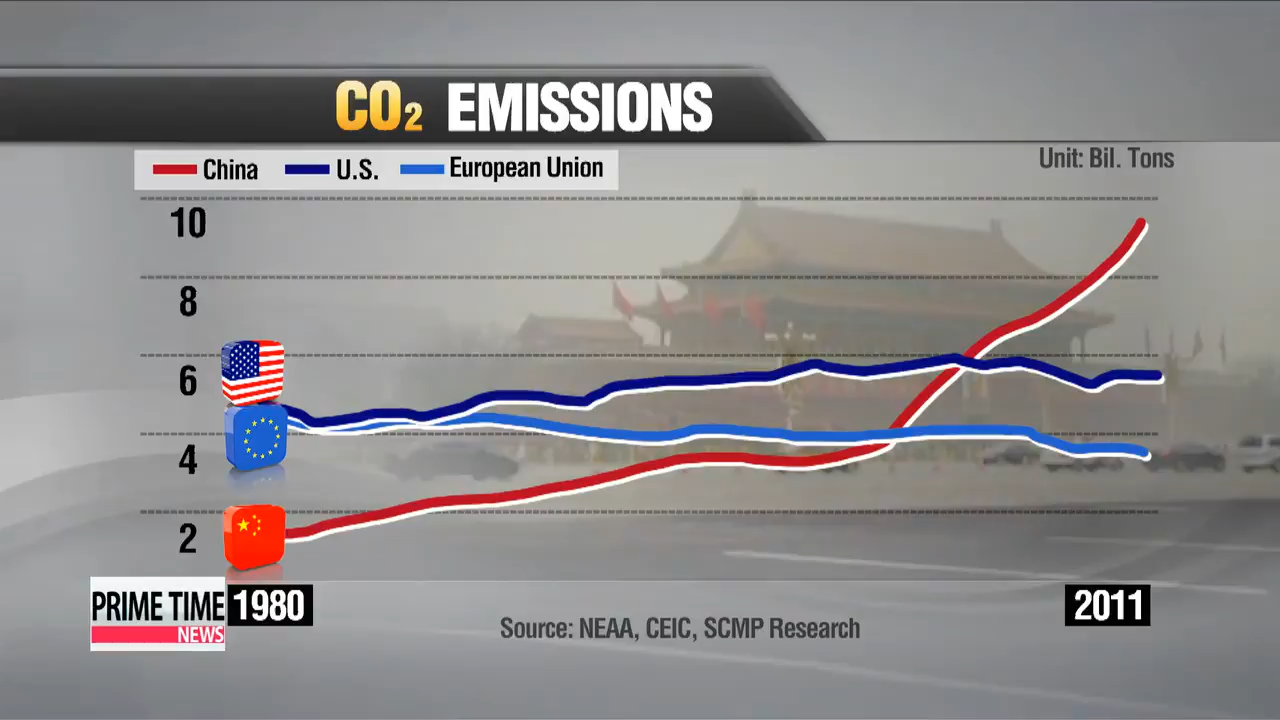 CO₂ EMISSIONS
China U.S. European Union
Unit: Bil. Tons
10
8
6
4
2
PRIME TIME
NEWS
1980
2011
Source: NEAA, CEIC, SCMP Research